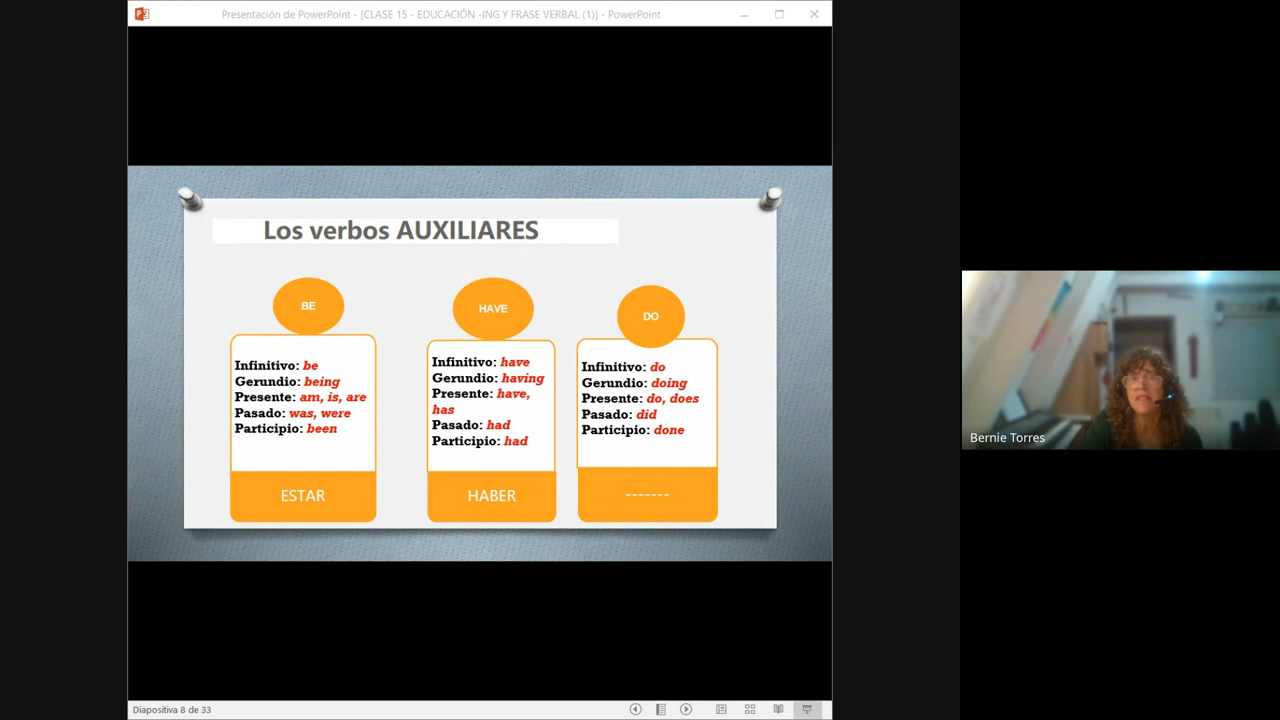 Presentación de PowerPoint - [CLASE 15 - EDUCACIÓN -ING Y FRASE VERBAL (1)] - PowerPoint
Los verbos AUXILIARES
BE
Infinitivo: be
Gerundio: being
Presente: am, is, are
Pasado: was, were
Participio: been
ESTAR
HAVE
Infinitivo: have
Gerundio: having
Presente: have,
has
Pasado: had
Participio: had
HABER
DO
Infinitivo: do
Gerundio: doing
Presente: do, does
Pasado: did
Participio: done
-------
Bernie Torres
Diapositiva 8 de 33